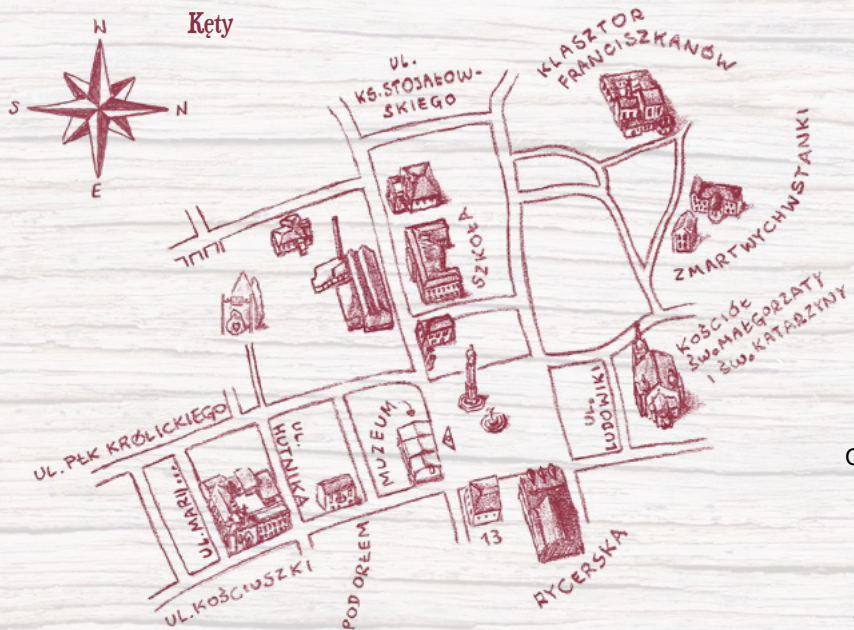 Kęty
N
S
N
E
UL.
KS. STOJAŁOW-
SKIEGO
KLASZTOR
FRANCISZKANÓW
ZMARTWYCHWSTANKI
SZKOŁA
KOŚCIÓŁ
ŚW. MAŁGORZATY
I ŚW. KATARZYNY
UL.
LUDOWIKI
MUZEUM
UL.
HUTNIKA
UL. PŁK KRÓLICKIEGO
UL. MARII....
UL. KOŚCIUSZKI
POD ORŁEM
13
RYCERSKA